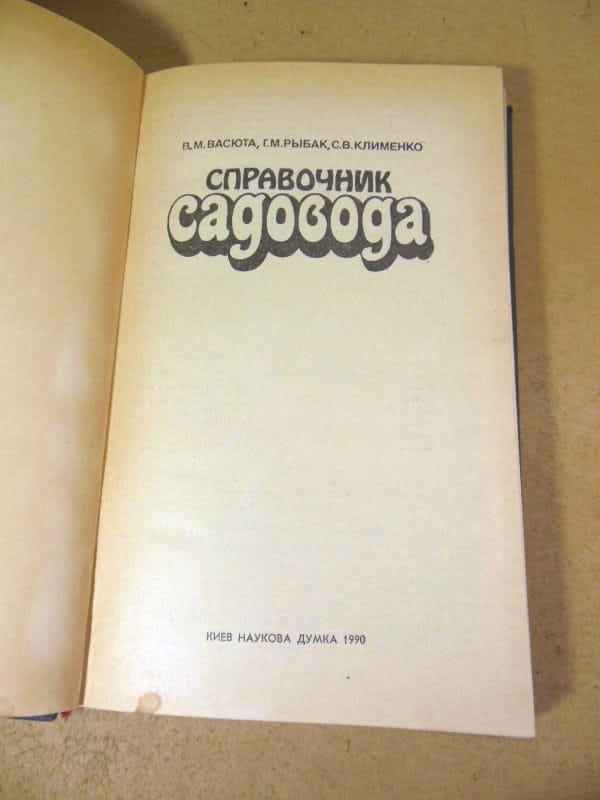 В.М.ВАСЮТА, Г.М.РЫБАК, С.В.КЛИМЕНКО
СПРАВОЧНИК
садовода
КИЕВ НАУКОВА ДУМКА 1990